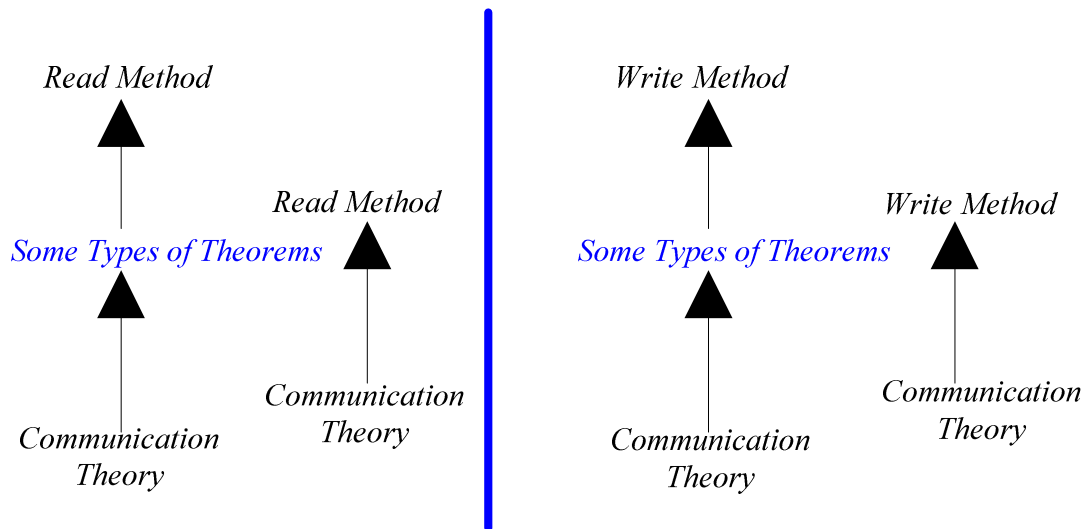 Read Method
Read Method
Some Types of Theorems
Communication
Theory
Communication
Theory
Write Method
Write Method
Some Types of Theorems
Communication
Theory
Communication
Theory